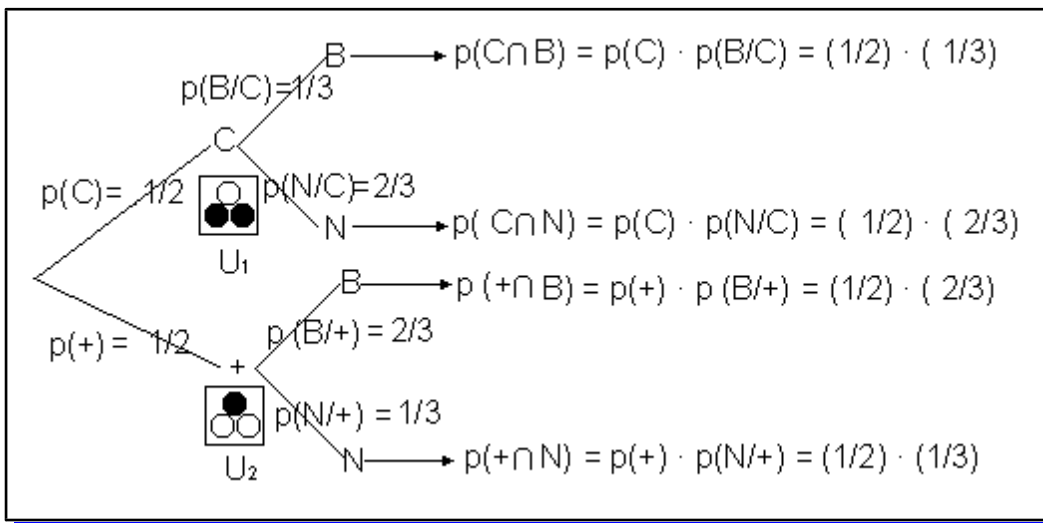 B p(C∩B) = p(C) · p(B/C) = (1/2) · ( 1/3)
p(B/C)=1/3
C
p(C)= 1/2
p(N/C)=2/3
N p( C∩N) = p(C) · p(N/C) = ( 1/2) · ( 2/3)
U₁
B p (+∩B) = p(+) · p (B/+) = (1/2) · ( 2/3)
p (B/+) = 2/3
p(+) = 1/2
+
p(N/+) = 1/3
U₂
N p(+∩N) = p(+) · p(N/+) = (1/2) · (1/3)